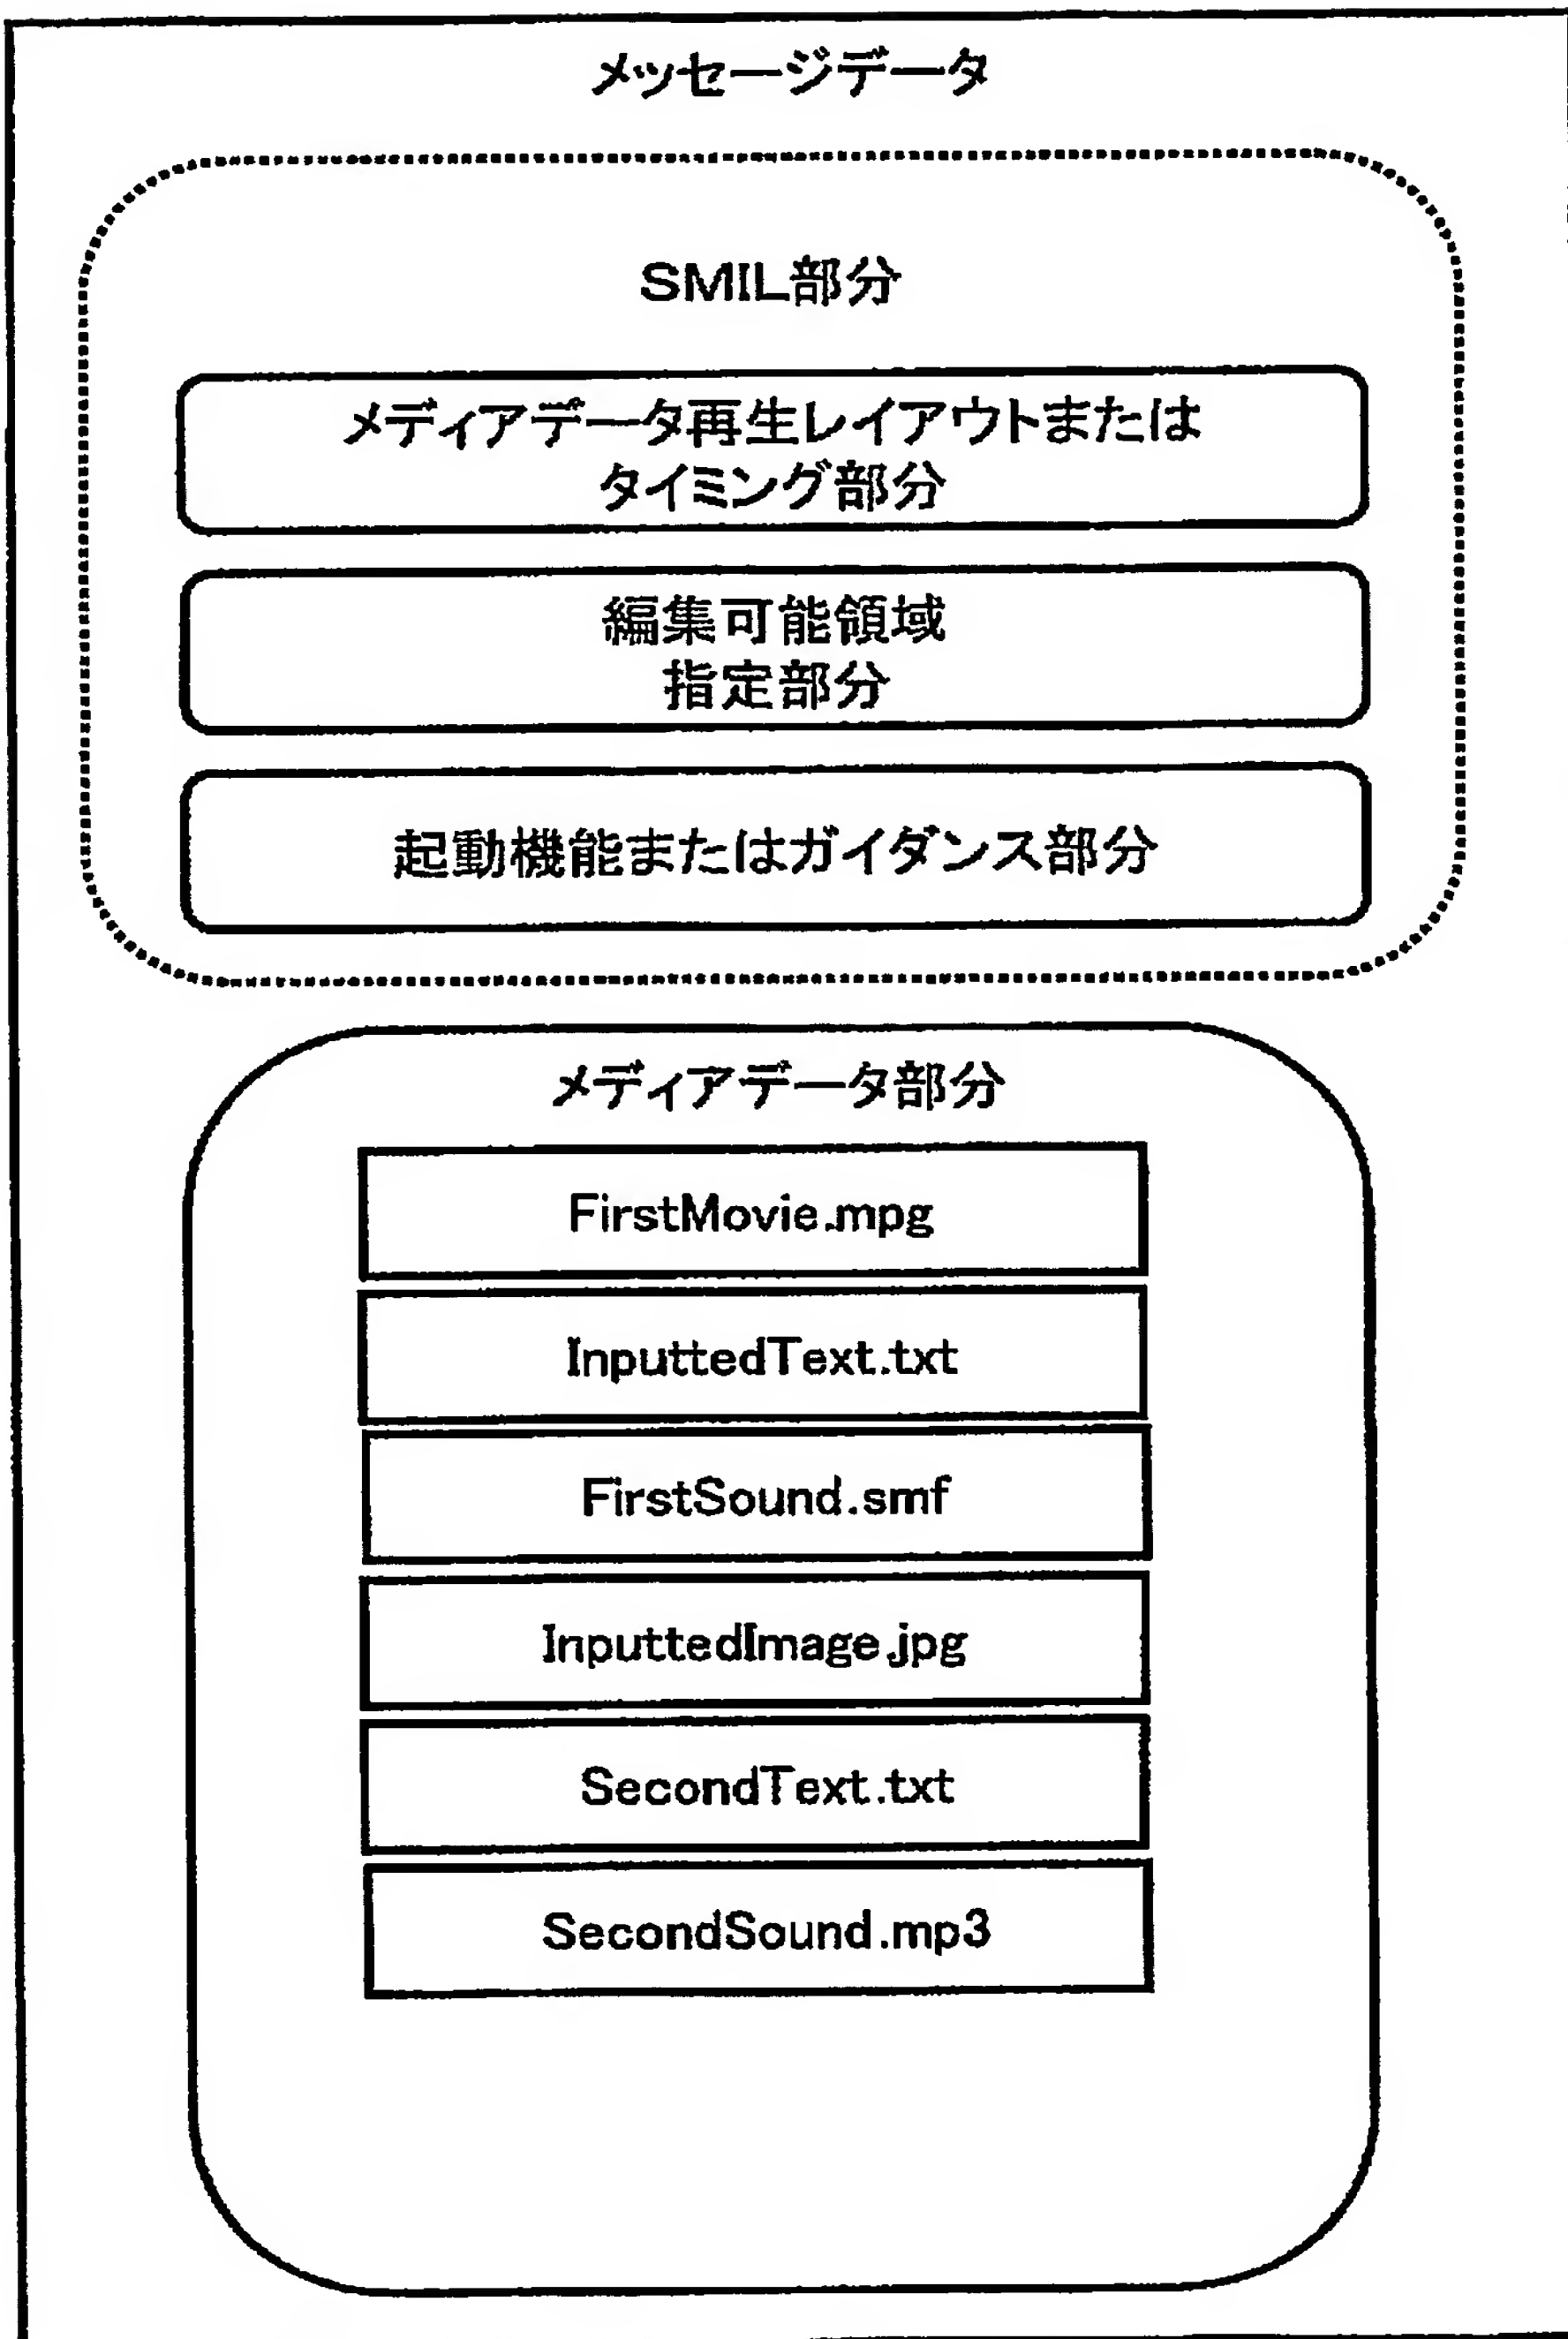 メッセージデータ
SMIL部分
メディアデータ再生レイアウトまたは
タイミング部分
編集可能領域
指定部分
起動機能またはガイダンス部分
メディアデータ部分
FirstMovie.mpg
InputtedText.txt
FirstSound.smf
InputtedImage.jpg
SecondText.txt
SecondSound.mp3